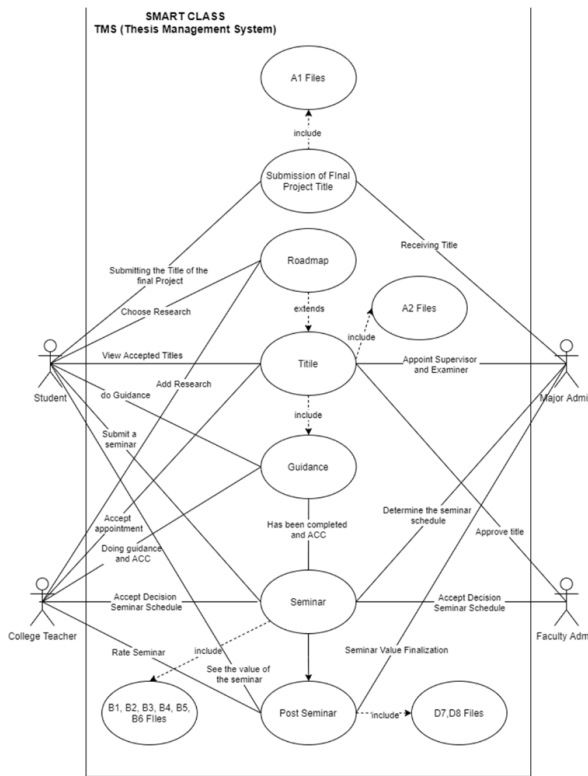 SMART CLASS
TMS (Thesis Management System)
A1 Files
include
Submission of FInal
Project Title
Receiving Title
Roadmap
Submitting the Title of the
final Project
Choose Research
extends
A2 Files
include
View Accepted Titles
Titile
Appoint Supervisor
and Examiner
Student
Major Admi
Add Research
do Guidance
include
Submit a
seminar
Guidance
Has been completed
and ACC
Determine the seminar
schedule
Accept
appointment
Approve title
Doing guidance
and ACC
Accept Decision
Seminar Schedule
Seminar
Accept Decision
Seminar Schedule
College Teacher
Faculty Adm
Rate Seminar
include
See the value of
the seminar
Seminar Value Finalization
B1, B2, B3, B4, B5,
B6 FIles
Post Seminar
include
D7,D8 Files